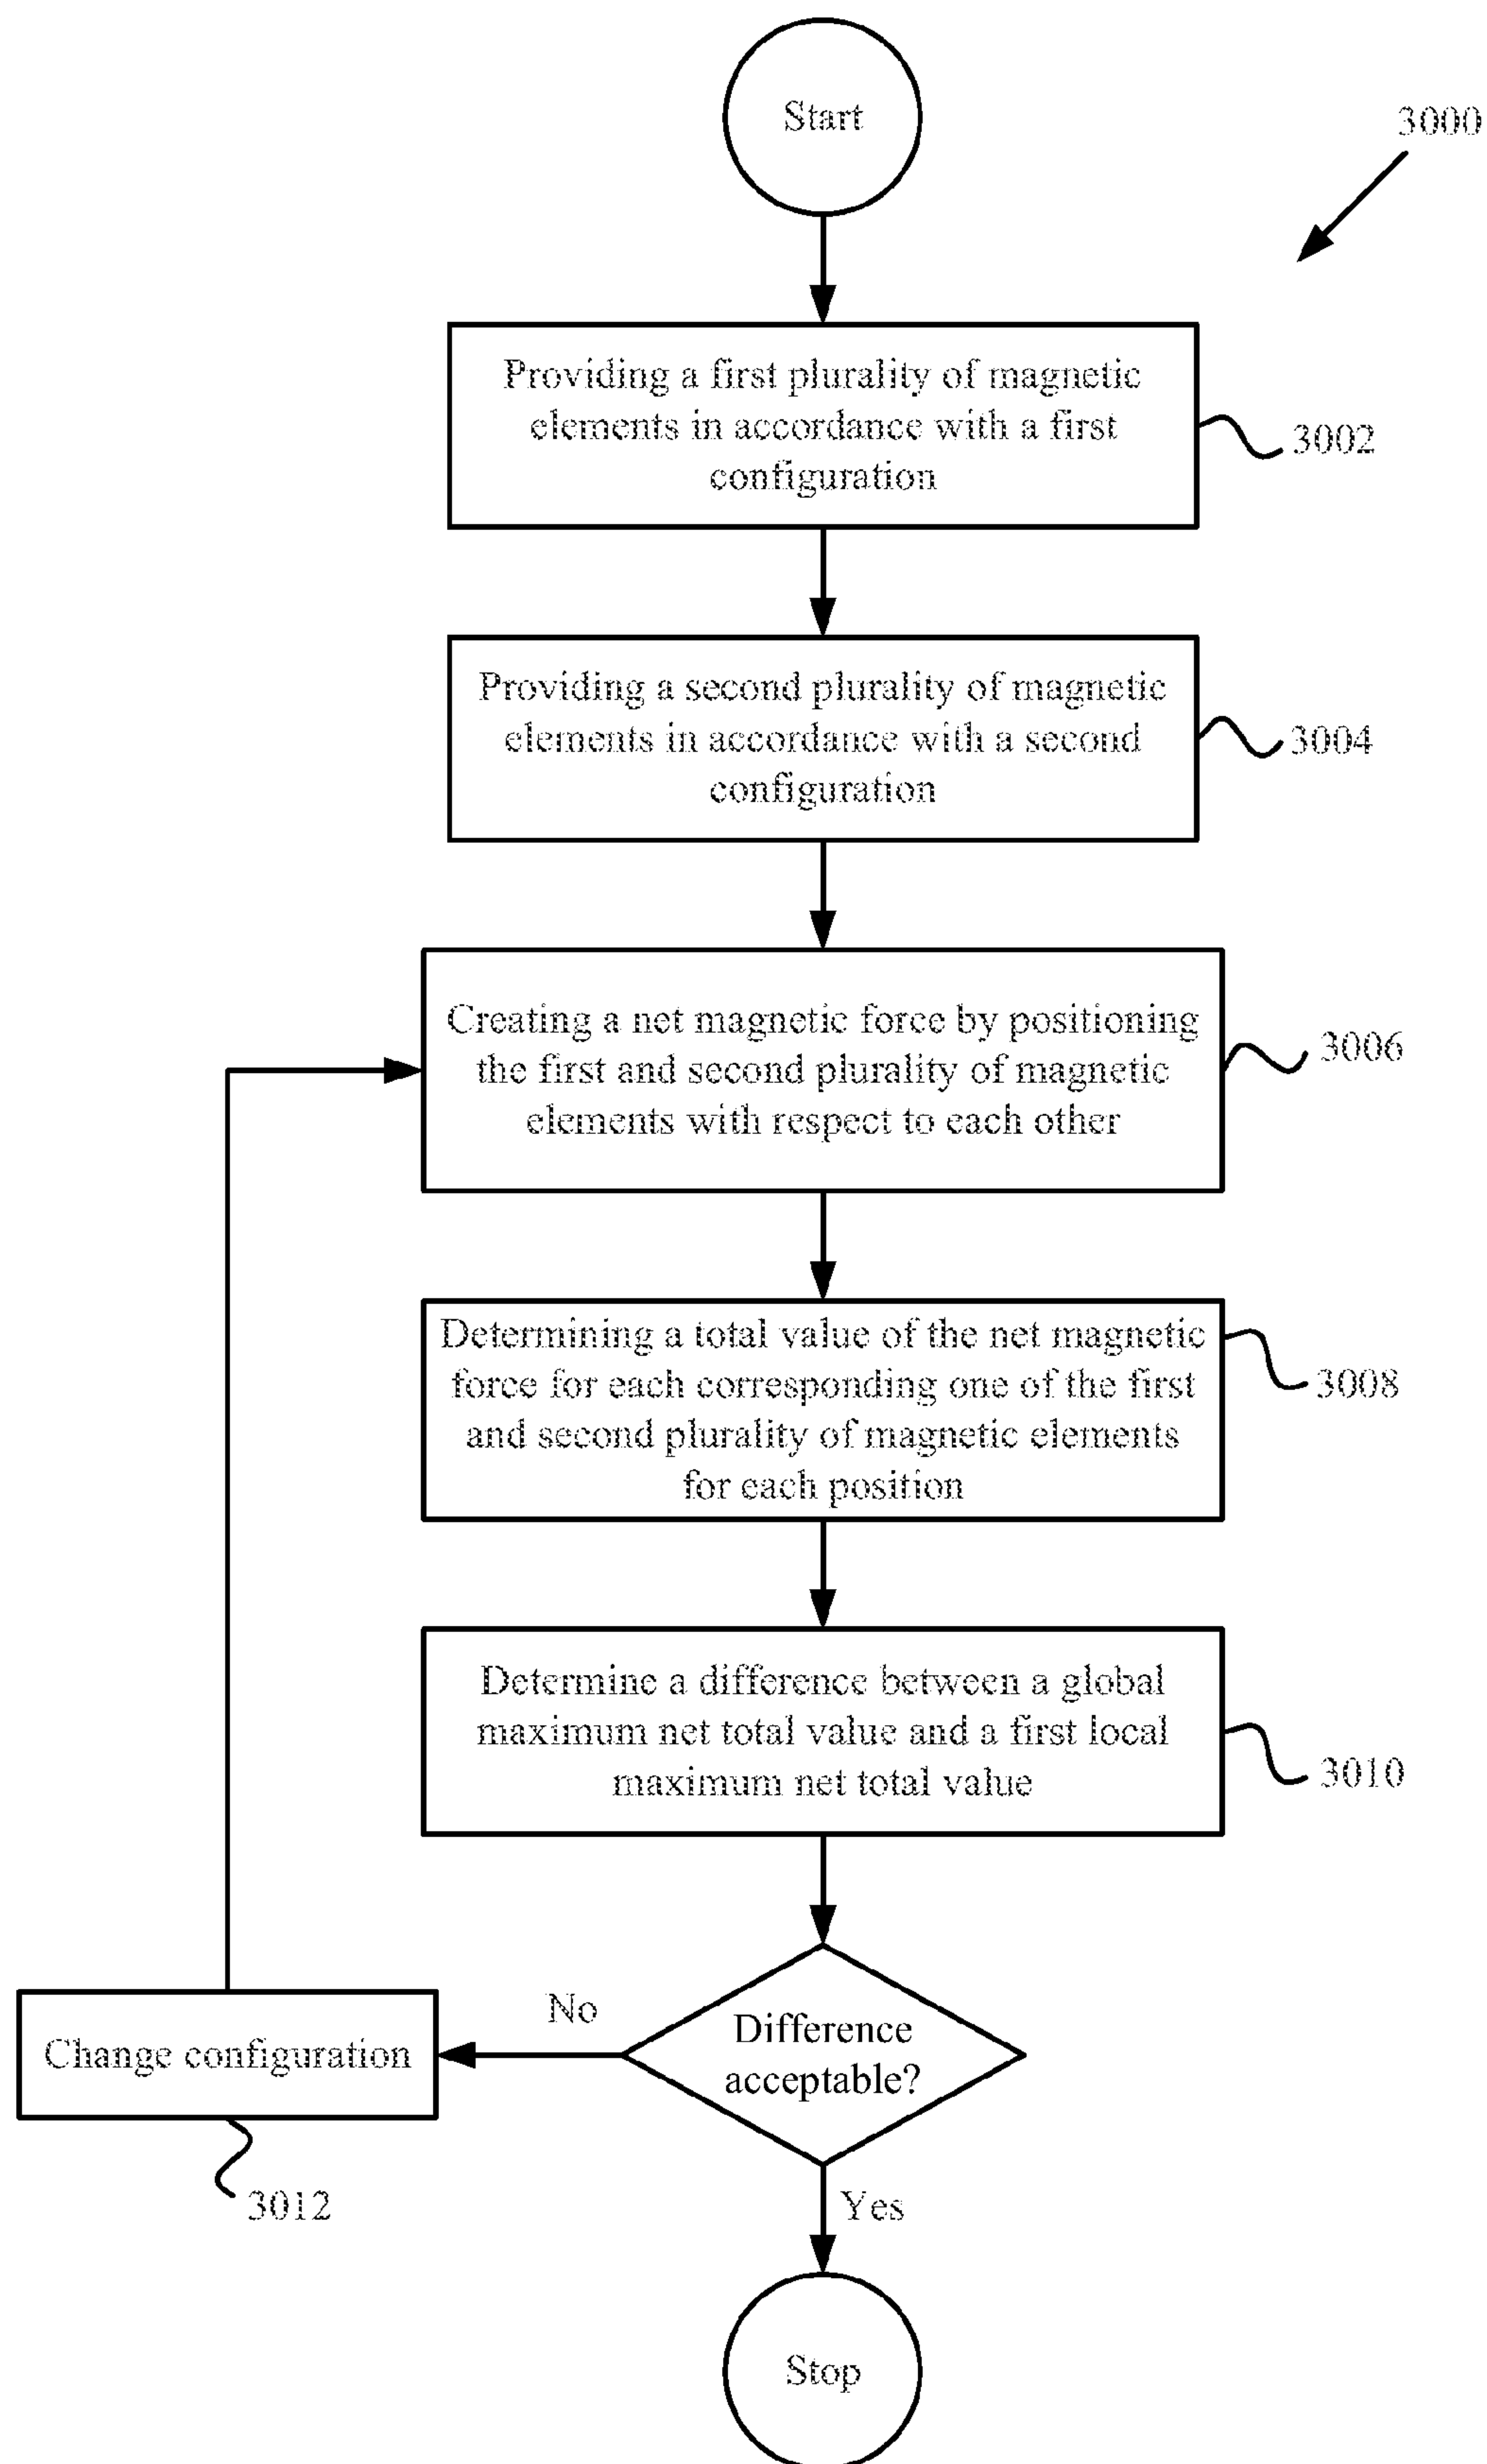 Start
3000
Providing a first plurality of magnetic
elements in accordance with a first
configuration
3002
Providing a second plurality of magnetic
elements in accordance with a second
configuration
3004
Creating a net magnetic force by positioning
the first and second plurality of magnetic
elements with respect to each other
3006
Determining a total value of the net magnetic
force for each corresponding one of the first
and second plurality of magnetic elements
for each position
3008
Determine a difference between a global
maximum net total value and a first local
maximum net total value
3010
Difference
acceptable?
No
Change configuration
3012
Yes
Stop